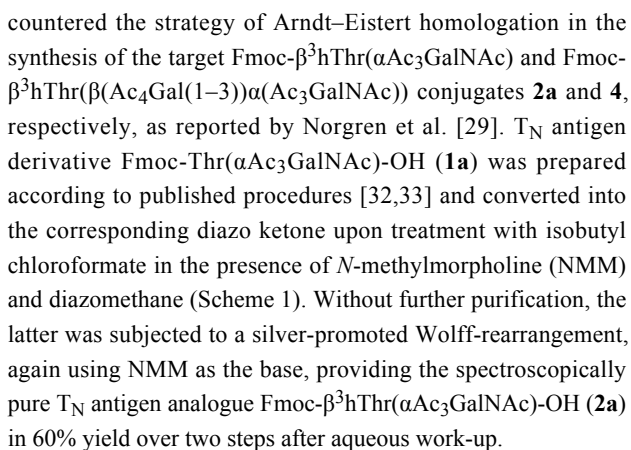 countered the strategy of Arndt–Eistert homologation in the
synthesis of the target Fmoc-β³hThr(αAc₃GalNAc) and Fmoc-
β³hThr(β(Ac₄Gal(1–3))α(Ac₃GalNAc)) conjugates 2a and 4,
respectively, as reported by Norgren et al. [29]. T_N antigen
derivative Fmoc-Thr(αAc₃GalNAc)-OH (1a) was prepared
according to published procedures [32,33] and converted into
the corresponding diazo ketone upon treatment with isobutyl
chloroformate in the presence of N-methylmorpholine (NMM)
and diazomethane (Scheme 1). Without further purification, the
latter was subjected to a silver-promoted Wolff-rearrangement,
again using NMM as the base, providing the spectroscopically
pure T_N antigen analogue Fmoc-β³hThr(αAc₃GalNAc)-OH (2a)
in 60% yield over two steps after aqueous work-up.